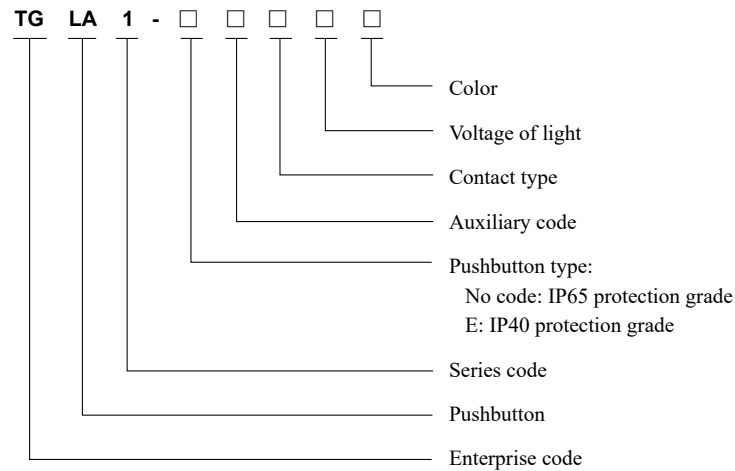 TG LA 1 - □ □ □ □ □
Color
Voltage of light
Contact type
Auxiliary code
Pushbutton type:
No code: IP65 protection grade
E: IP40 protection grade
Series code
Pushbutton
Enterprise code